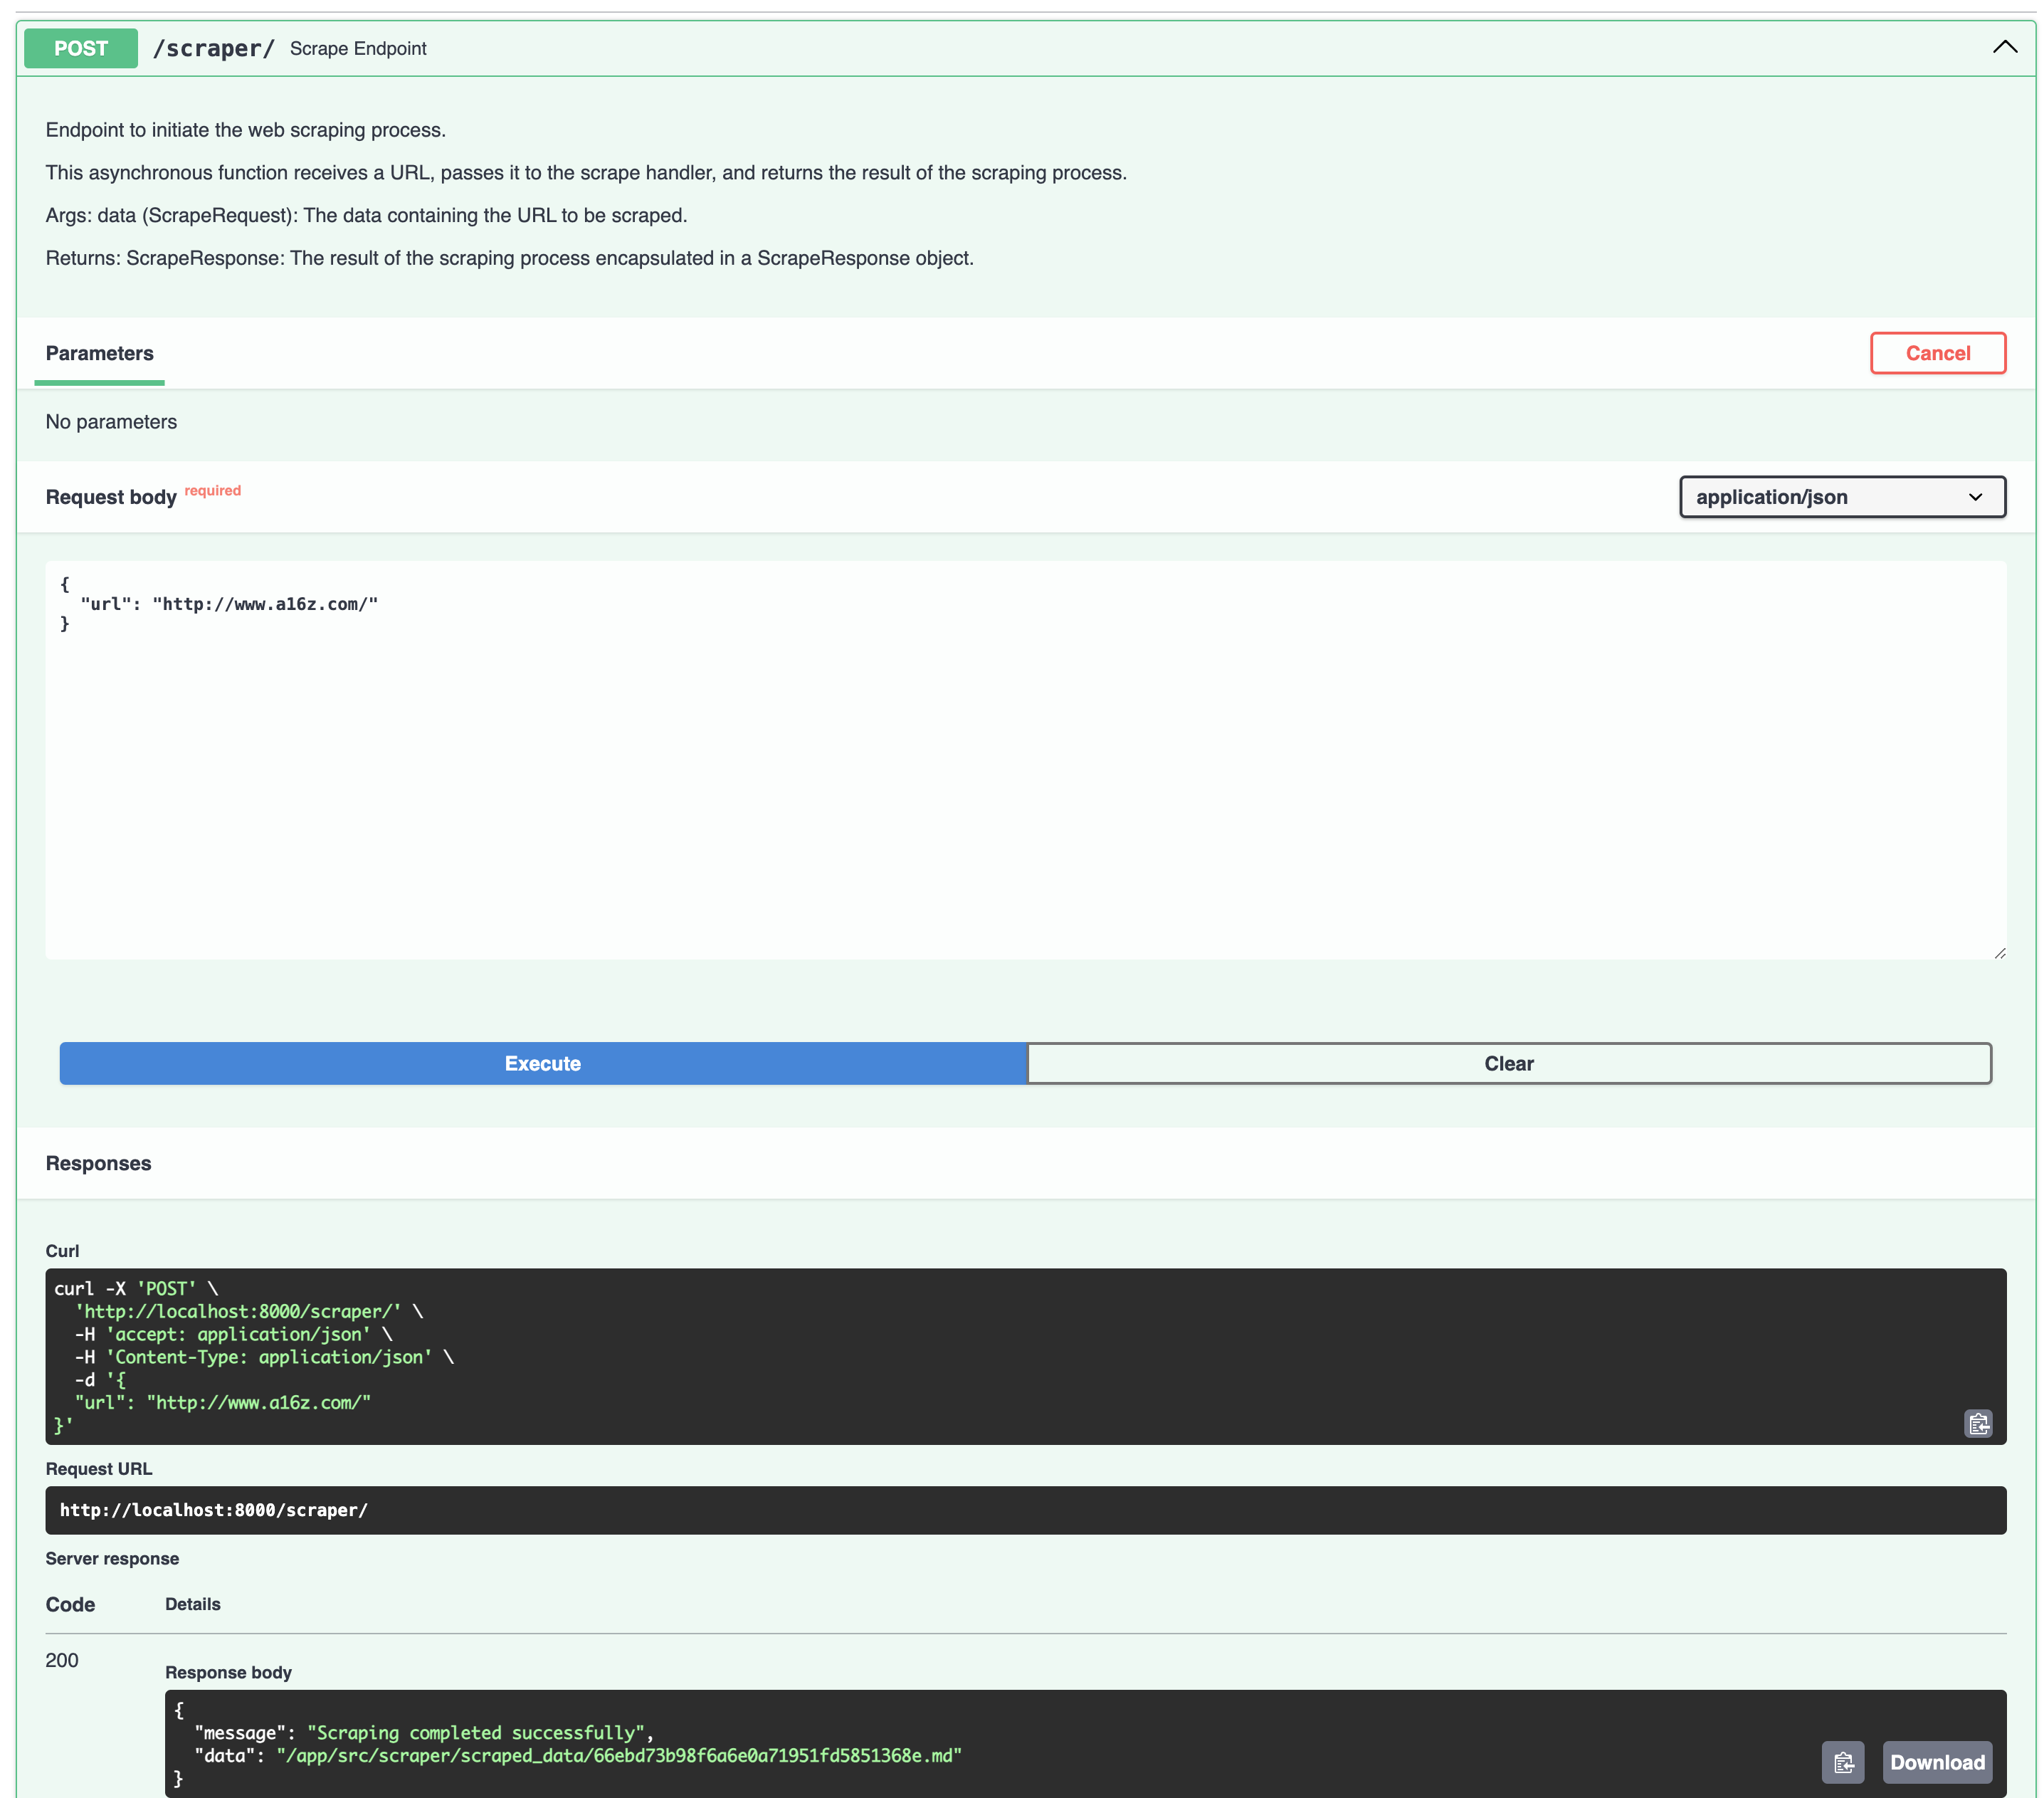 POST /scraper/ Scrape Endpoint
Endpoint to initiate the web scraping process.
This asynchronous function receives a URL, passes it to the scrape handler, and returns the result of the scraping process.
Args: data (ScrapeRequest): The data containing the URL to be scraped.
Returns: ScrapeResponse: The result of the scraping process encapsulated in a ScrapeResponse object.
Parameters
Cancel
No parameters
Request body required
application/json
{
  "url": "http://www.a16z.com/"
}
Execute
Clear
Responses
Curl
curl -X 'POST' \
  'http://localhost:8000/scraper/' \
  -H 'accept: application/json' \
  -H 'Content-Type: application/json' \
  -d '{
  "url": "http://www.a16z.com/"
}'
Request URL
http://localhost:8000/scraper/
Server response
Code Details
200
Response body
{
  "message": "Scraping completed successfully",
  "data": "/app/src/scraper/scraped_data/66ebd73b98f6a6e0a71951fd5851368e.md"
}
Download